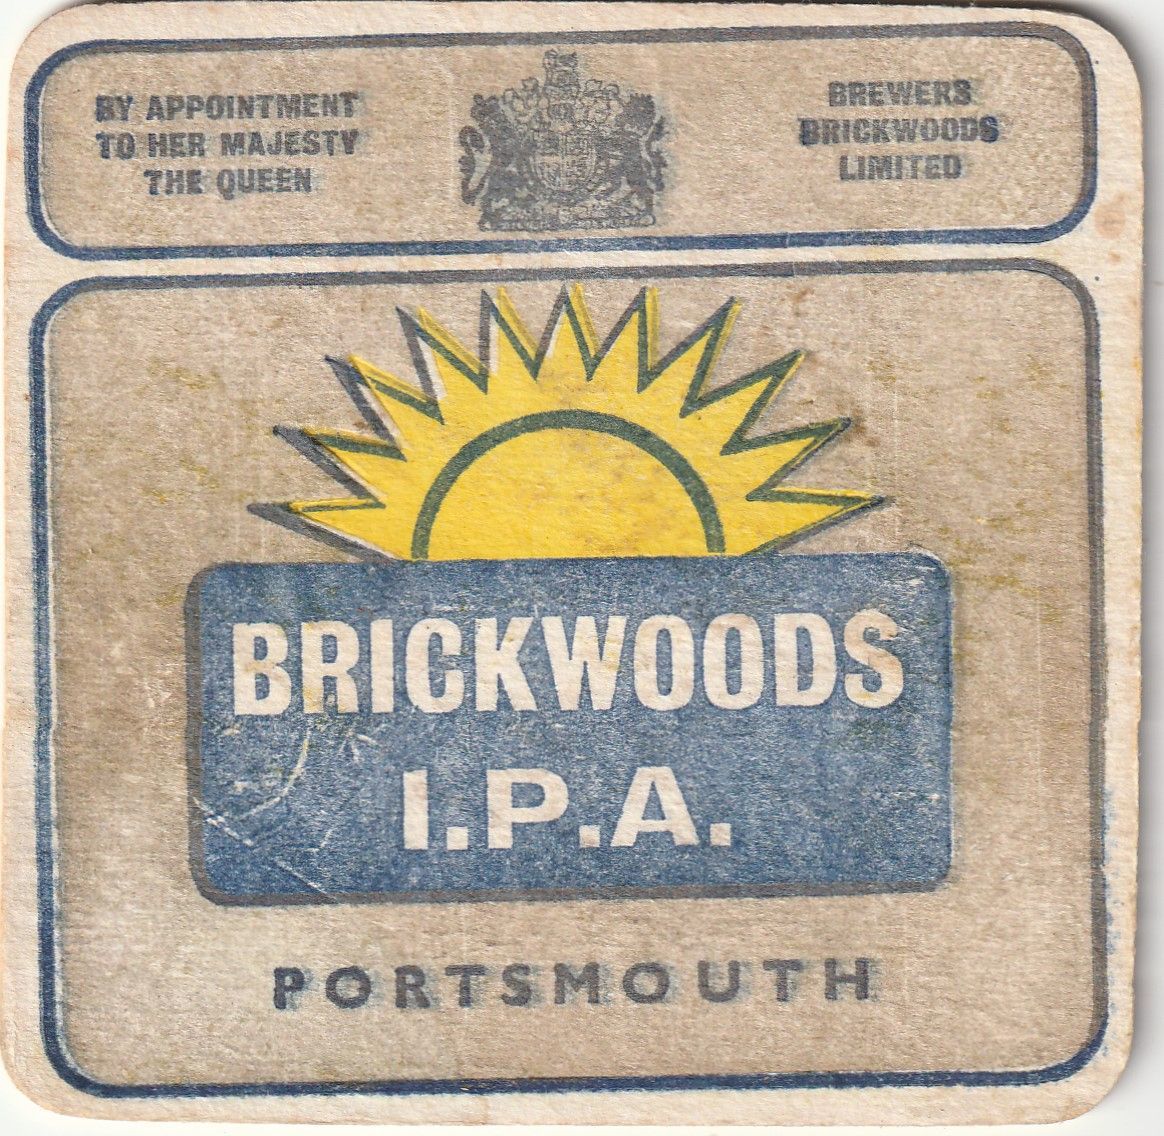 BY APPOINTMENT
TO HER MAJESTY
THE QUEEN
BREWERS
BRICKWOODS
LIMITED
BRICKWOODS
I.P.A.
PORTSMOUTH